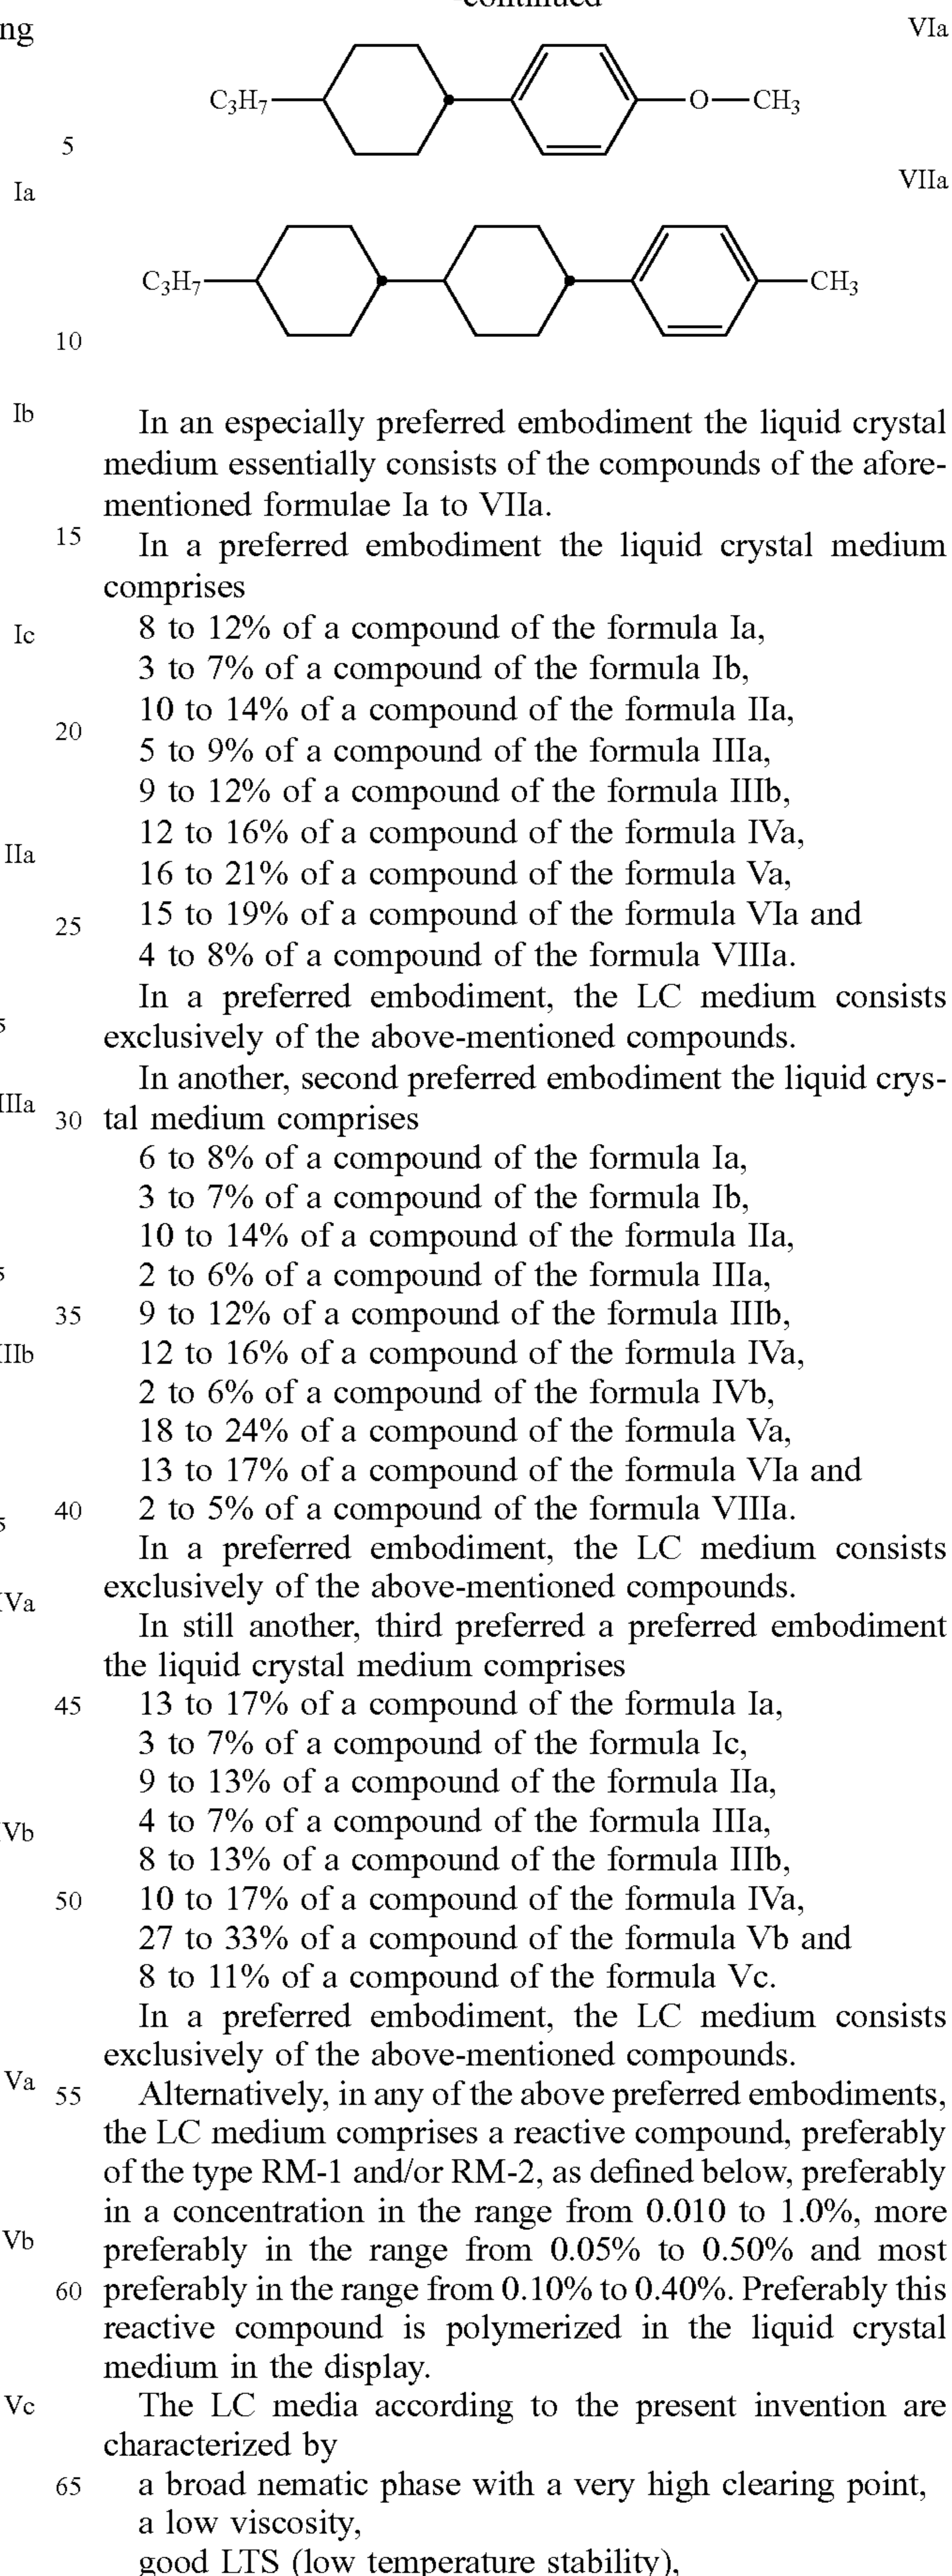 -continued
ng
VIa
C3H7 O CH3
5
Ia
VIIa
C3H7 CH3
10
Ib
In an especially preferred embodiment the liquid crystal
medium essentially consists of the compounds of the afore-
mentioned formulae Ia to VIIa.
15 In a preferred embodiment the liquid crystal medium
comprises
Ic
8 to 12% of a compound of the formula Ia,
3 to 7% of a compound of the formula Ib,
10 to 14% of a compound of the formula IIa,
20
5 to 9% of a compound of the formula IIIa,
9 to 12% of a compound of the formula IIIb,
12 to 16% of a compound of the formula IVa,
IIa
16 to 21% of a compound of the formula Va,
25 15 to 19% of a compound of the formula VIa and
4 to 8% of a compound of the formula VIIIa.
In a preferred embodiment, the LC medium consists
5
exclusively of the above-mentioned compounds.
In another, second preferred embodiment the liquid crys-
IIIa
30 tal medium comprises
6 to 8% of a compound of the formula Ia,
3 to 7% of a compound of the formula Ib,
10 to 14% of a compound of the formula IIa,
5
2 to 6% of a compound of the formula IIIa,
35 9 to 12% of a compound of the formula IIIb,
IIb
12 to 16% of a compound of the formula IVa,
2 to 6% of a compound of the formula IVb,
18 to 24% of a compound of the formula Va,
13 to 17% of a compound of the formula VIa and
40 2 to 5% of a compound of the formula VIIIa.
5
In a preferred embodiment, the LC medium consists
exclusively of the above-mentioned compounds.
IVa
In still another, third preferred a preferred embodiment
the liquid crystal medium comprises
45 13 to 17% of a compound of the formula Ia,
3 to 7% of a compound of the formula Ic,
9 to 13% of a compound of the formula IIa,
4 to 7% of a compound of the formula IIIa,
IVb
8 to 13% of a compound of the formula IIIb,
50 10 to 17% of a compound of the formula IVa,
27 to 33% of a compound of the formula Vb and
8 to 11% of a compound of the formula Vc.
In a preferred embodiment, the LC medium consists
exclusively of the above-mentioned compounds.
Va
55 Alternatively, in any of the above preferred embodiments,
the LC medium comprises a reactive compound, preferably
of the type RM-1 and/or RM-2, as defined below, preferably
in a concentration in the range from 0.010 to 1.0%, more
Vb
preferably in the range from 0.05% to 0.50% and most
60 preferably in the range from 0.10% to 0.40%. Preferably this
reactive compound is polymerized in the liquid crystal
medium in the display.
Vc
The LC media according to the present invention are
characterized by
65 a broad nematic phase with a very high clearing point,
a low viscosity,
good LTS (low temperature stability),